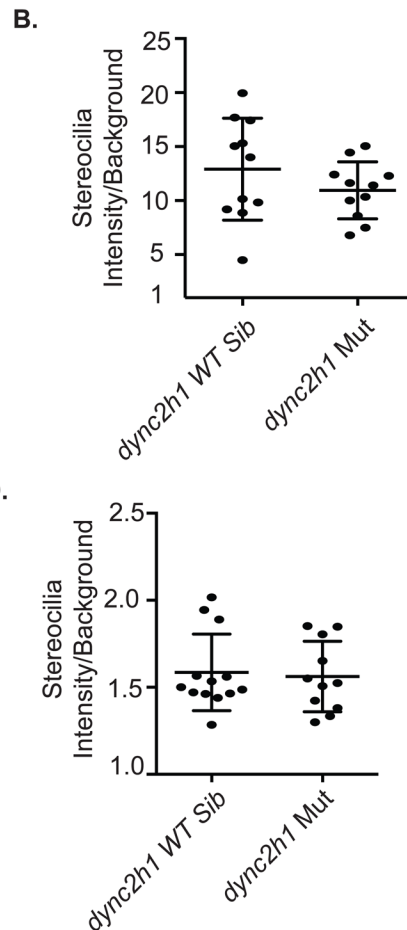 B.
Stereocilia
Intensity/Background
25
20
15
10
5
1
dync2h1 WT Sib
dync2h1 Mut
Stereocilia
Intensity/Background
2.5
2.0
1.5
1.0
dync2h1 WT Sib
dync2h1 Mut